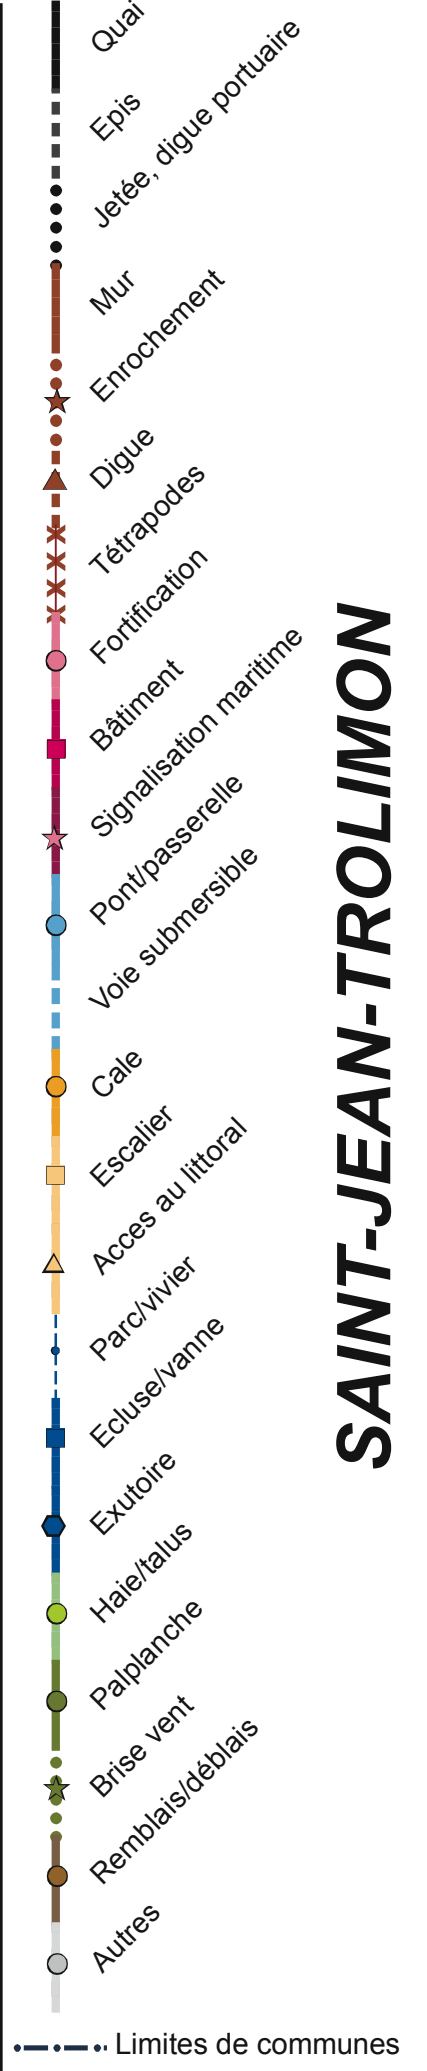 Quai
Epis
Jetée, digue portuaire
Mur
Enrochement
Digue
Tétrapodes
Fortification
Bâtiment
Signalisation maritime
Pont/passerelle
Voie submersible
Cale
Escalier
Acces au littoral
Parc/vivier
Ecluse/vanne
Exutoire
Haie/talus
Palplanche
Brise vent
Remblais/déblais
Autres
Limites de communes
SAINT-JEAN-TROLIMON